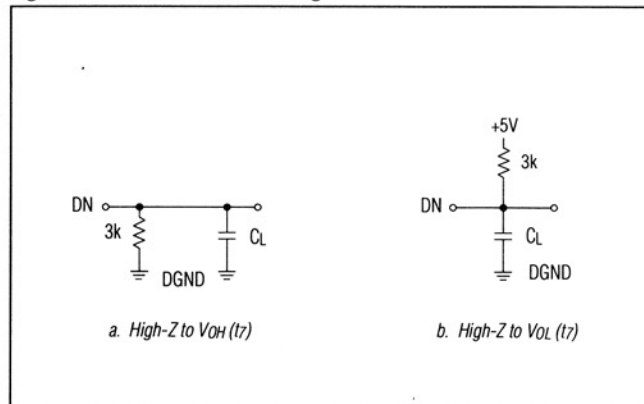 +5V
3k
DN
3k
CL
DGND
a. High-Z to VOH (t7)
DN
CL
DGND
b. High-Z to VOL (t7)